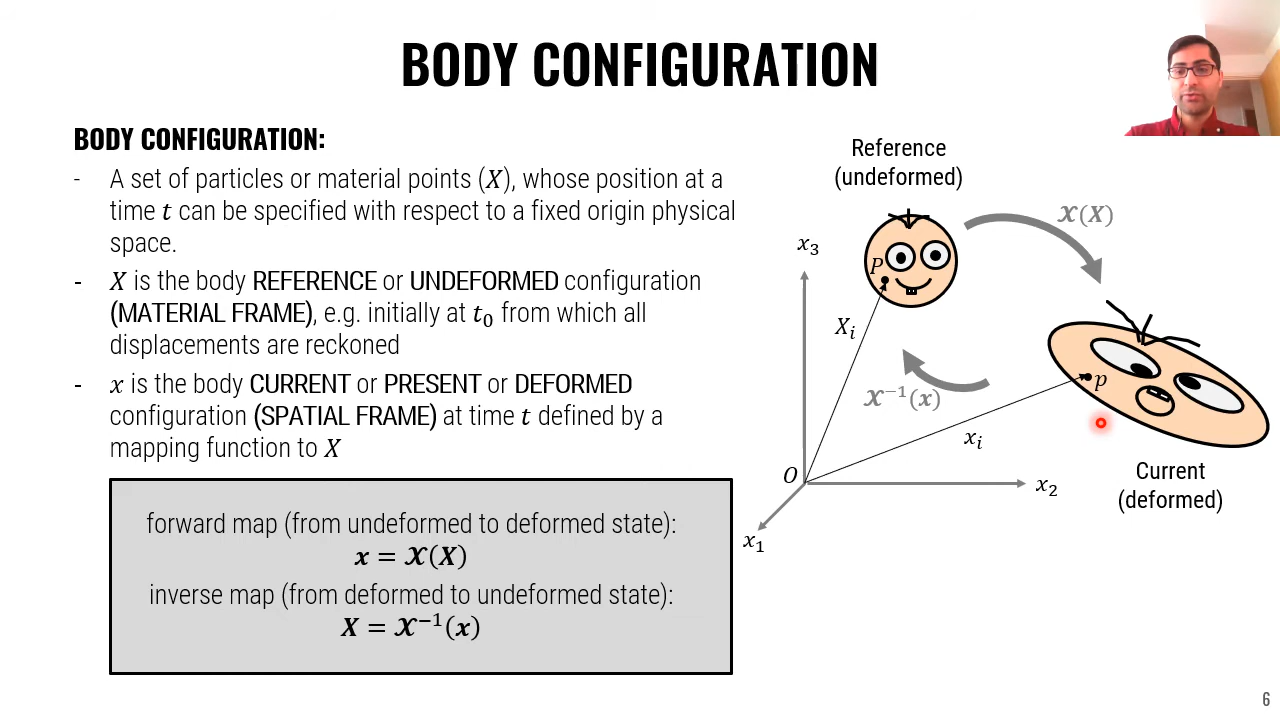 BODY CONFIGURATION
BODY CONFIGURATION:
- A set of particles or material points (X), whose position at a
time t can be specified with respect to a fixed origin physical
space.
- X is the body REFERENCE or UNDEFORMED configuration
(MATERIAL FRAME), e.g. initially at t₀ from which all
displacements are reckoned
- x is the body CURRENT or PRESENT or DEFORMED
configuration (SPATIAL FRAME) at time t defined by a
mapping function to X
forward map (from undeformed to deformed state):
x = 𝒳(X)
inverse map (from deformed to undeformed state):
X = 𝒳⁻¹(x)
Reference
(undeformed)
𝒳(X)
x₃
P
Xᵢ
𝒳⁻¹(x)
p
xᵢ
O
x₂
x₁
Current
(deformed)
6